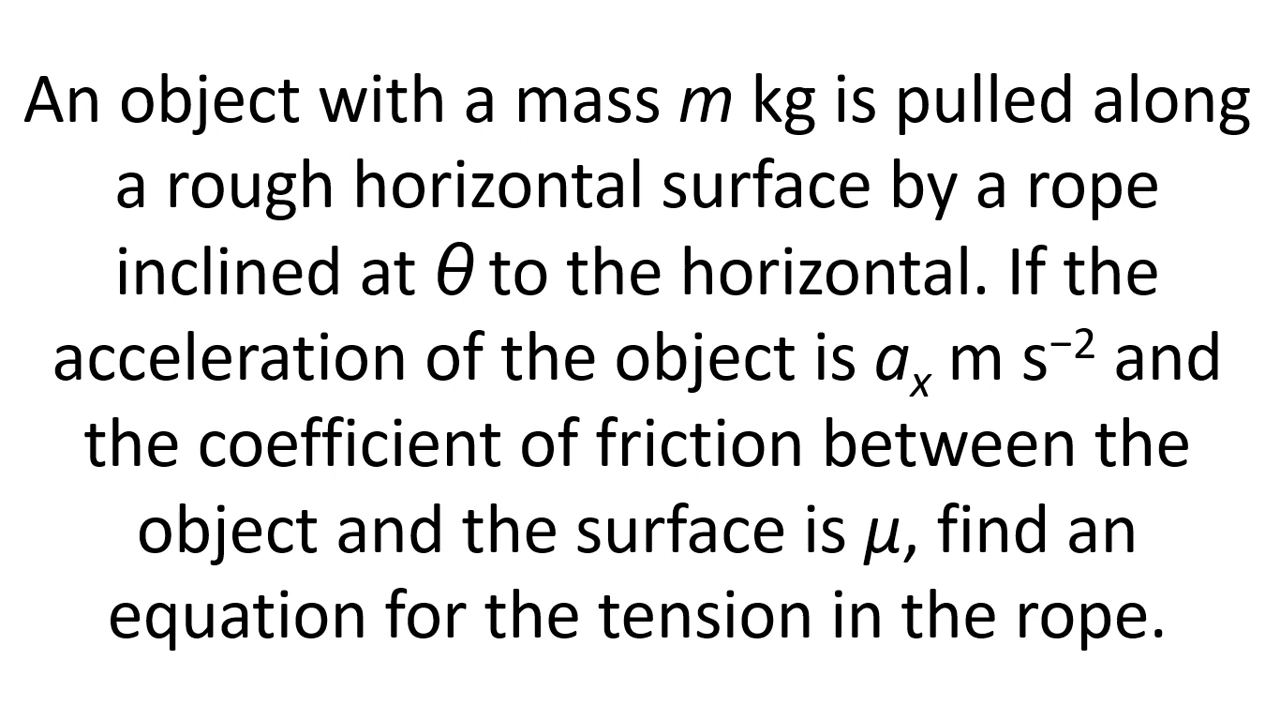 An object with a mass m kg is pulled along
a rough horizontal surface by a rope
inclined at θ to the horizontal. If the
acceleration of the object is aₓ m s⁻² and
the coefficient of friction between the
object and the surface is μ, find an
equation for the tension in the rope.